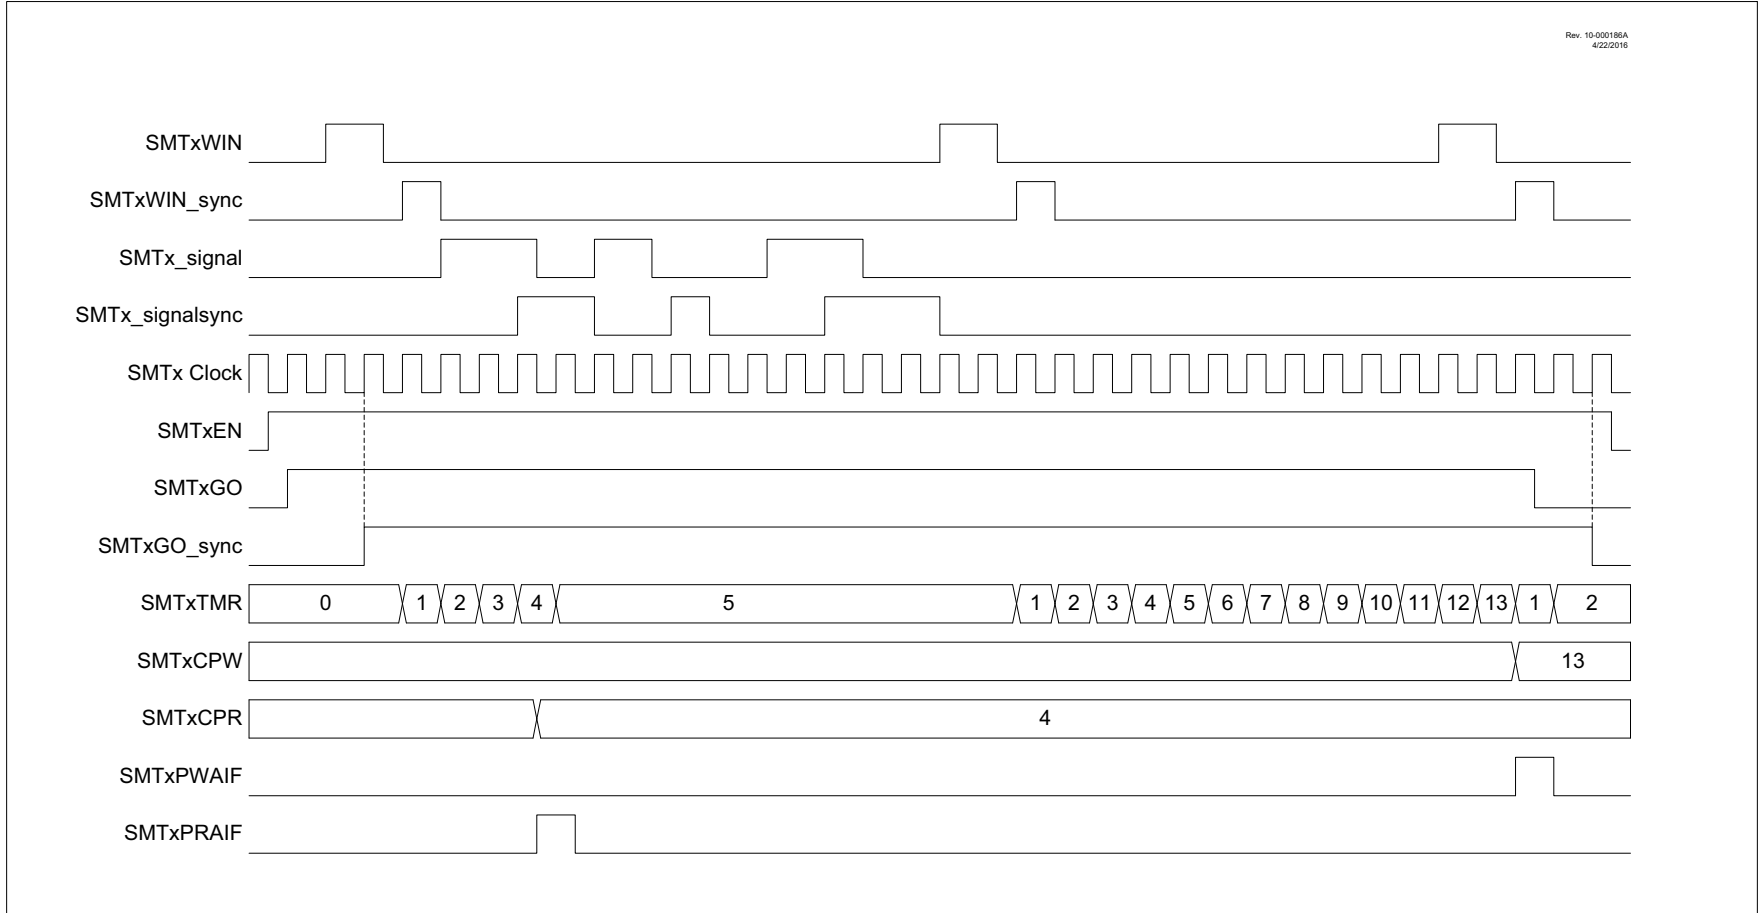 Rev. 10-000186A
4/22/2016
SMTxWIN
SMTxWIN_sync
SMTx_signal
SMTx_signalsync
SMTx Clock
SMTxEN
SMTxGO
SMTxGO_sync
SMTxTMR 0 1 2 3 4 5 1 2 3 4 5 6 7 8 9 10 11 12 13 1 2
SMTxCPW 13
SMTxCPR 4
SMTxPWAIF
SMTxPRAIF